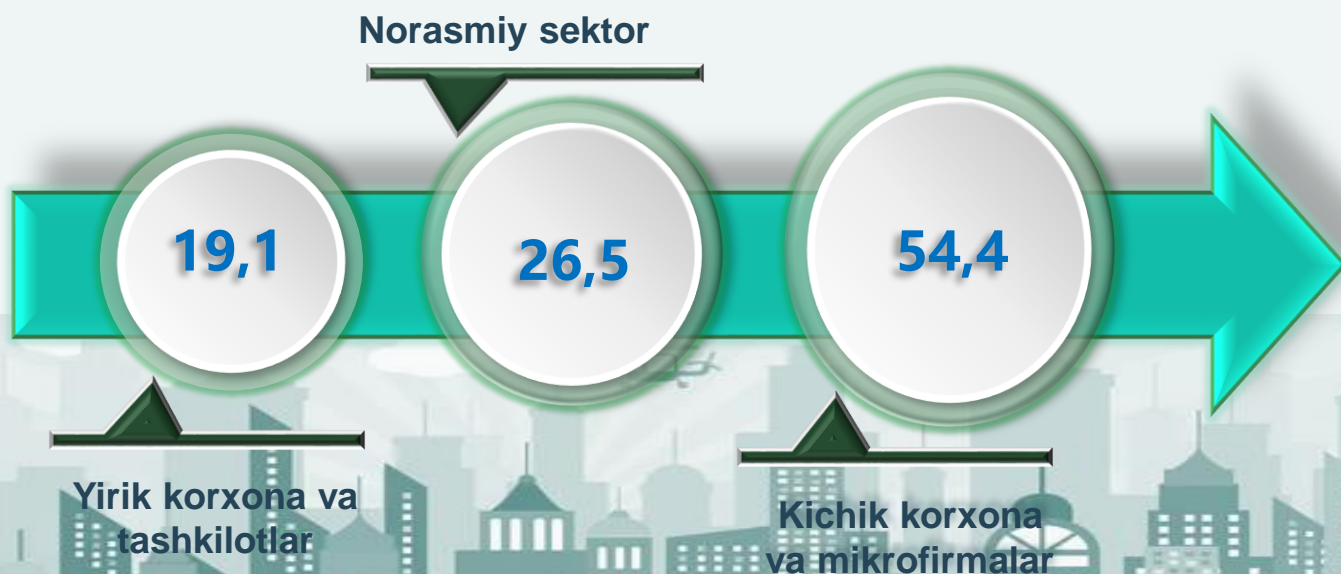 Norasmiy sektor
19,1
26,5
54,4
Yirik korxona va
tashkilotlar
Kichik korxona
va mikrofirmalar